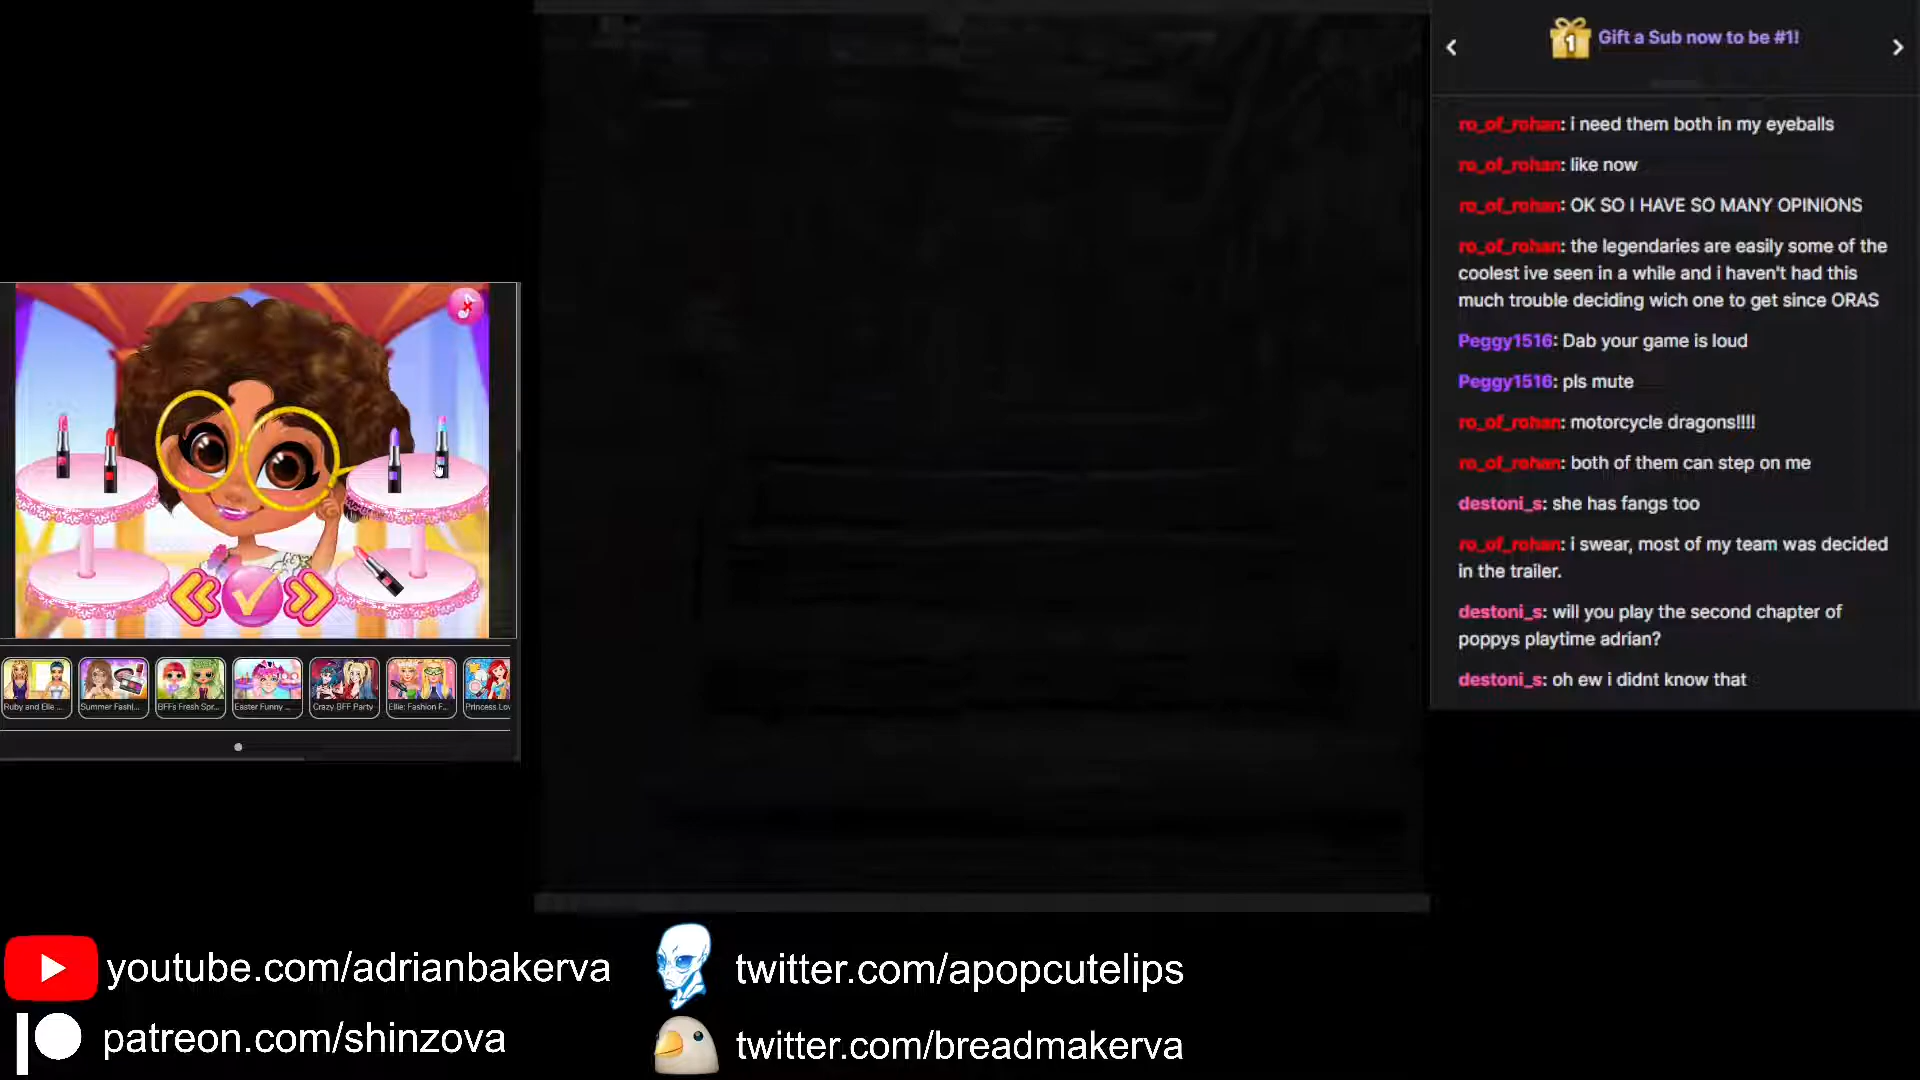 Gift a Sub now to be #1!
1
ro_of_rohan: i need them both in my eyeballs
ro_of_rohan: like now
ro_of_rohan: OK SO I HAVE SO MANY OPINIONS
ro_of_rohan: the legendaries are easily some of the
coolest ive seen in a while and i haven't had this
much trouble deciding wich one to get since ORAS
Peggy1516: Dab your game is loud
Peggy1516: pls mute
ro_of_rohan: motorcycle dragons!!!!
ro_of_rohan: both of them can step on me
destoni_s: she has fangs too
ro_of_rohan: i swear, most of my team was decided
in the trailer.
destoni_s: will you play the second chapter of
poppys playtime adrian?
destoni_s: oh ew i didnt know that
Ruby and Elle ...
Summer Fashi...
BFFs Fresh Spr...
Easter Funny ...
Crazy BFF Party
Ellie: Fashion F...
Princess Lov
youtube.com/adrianbakerva
twitter.com/apopcutelips
patreon.com/shinzova
twitter.com/breadmakerva